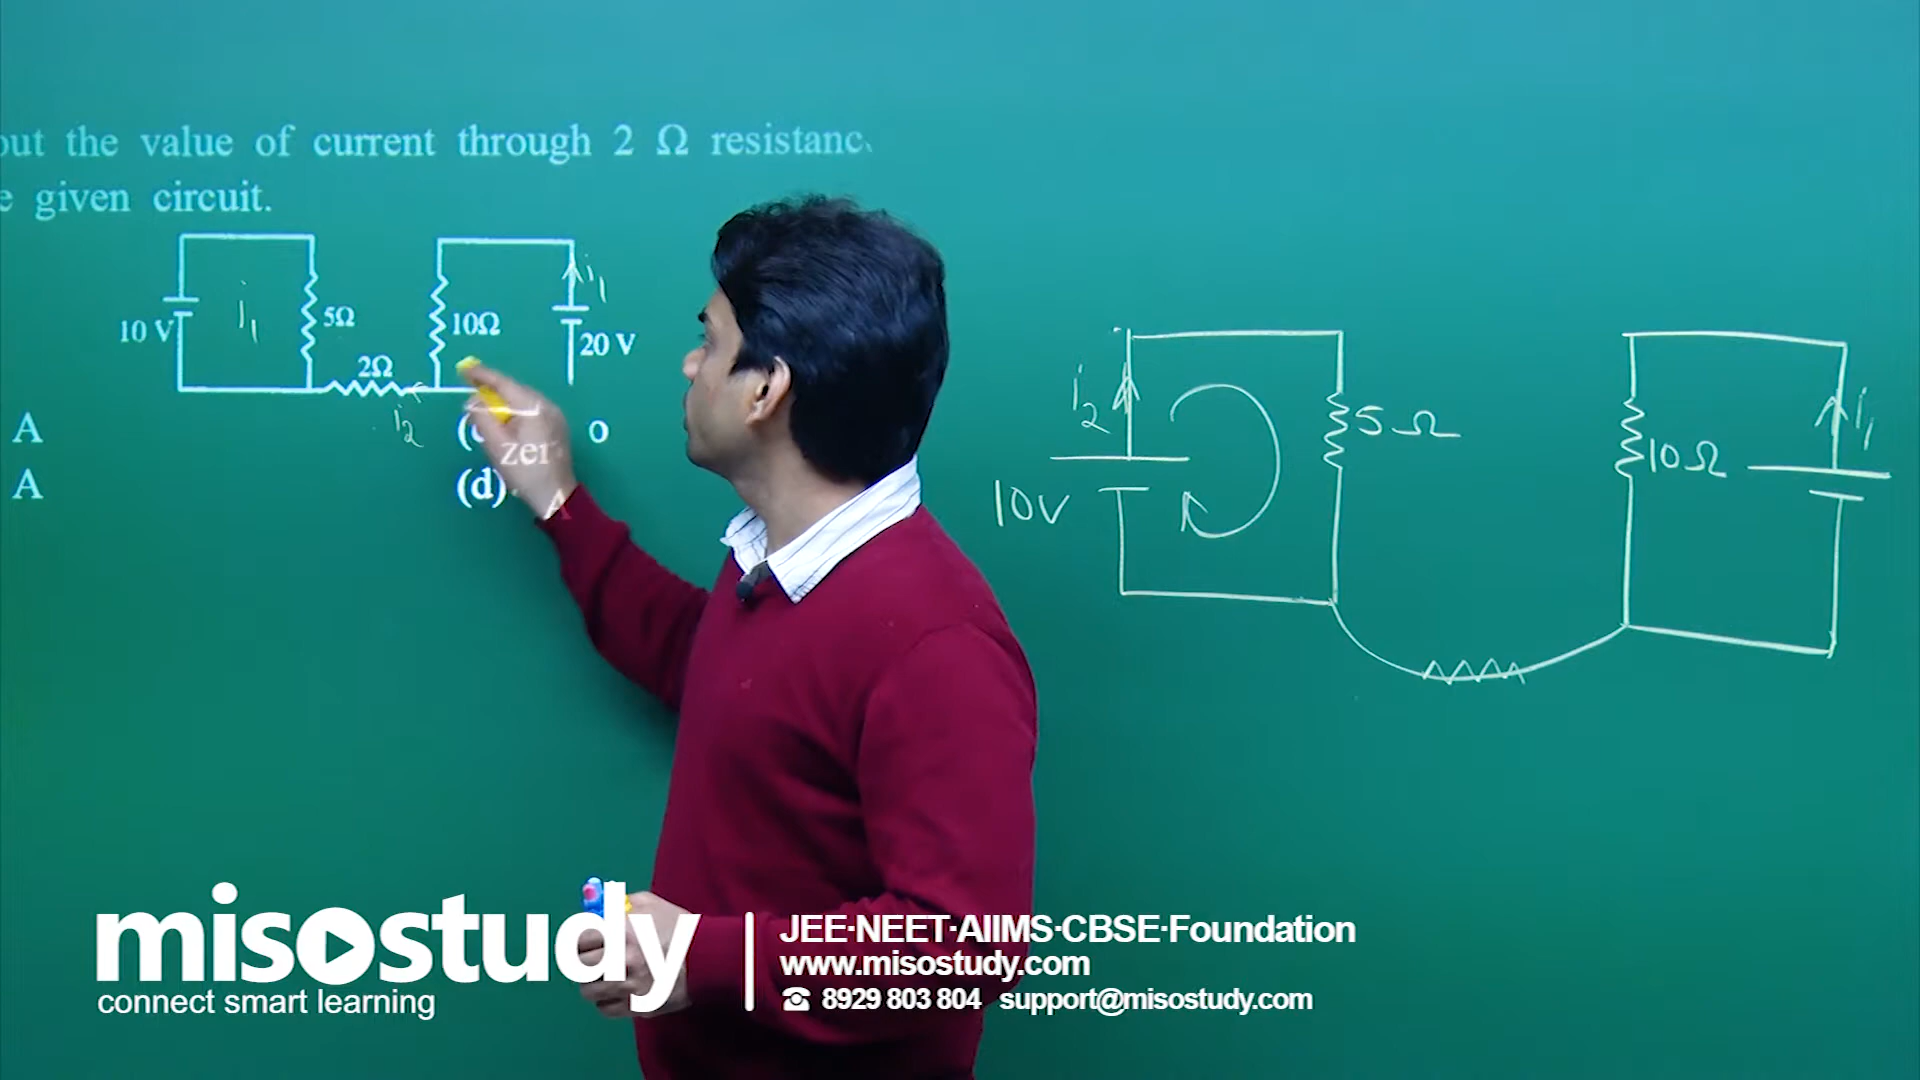 out the value of current through 2 Ω resistanc
e given circuit.
10 V
i₁
5Ω
2Ω
i₂
10Ω
i₁
20 V
A
(c) zero
A
(d) A
i₂
10V
5Ω
10Ω
i₁
misostudy
connect smart learning
JEE·NEET·AIIMS·CBSE·Foundation
www.misostudy.com
☎ 8929 803 804 support@misostudy.com